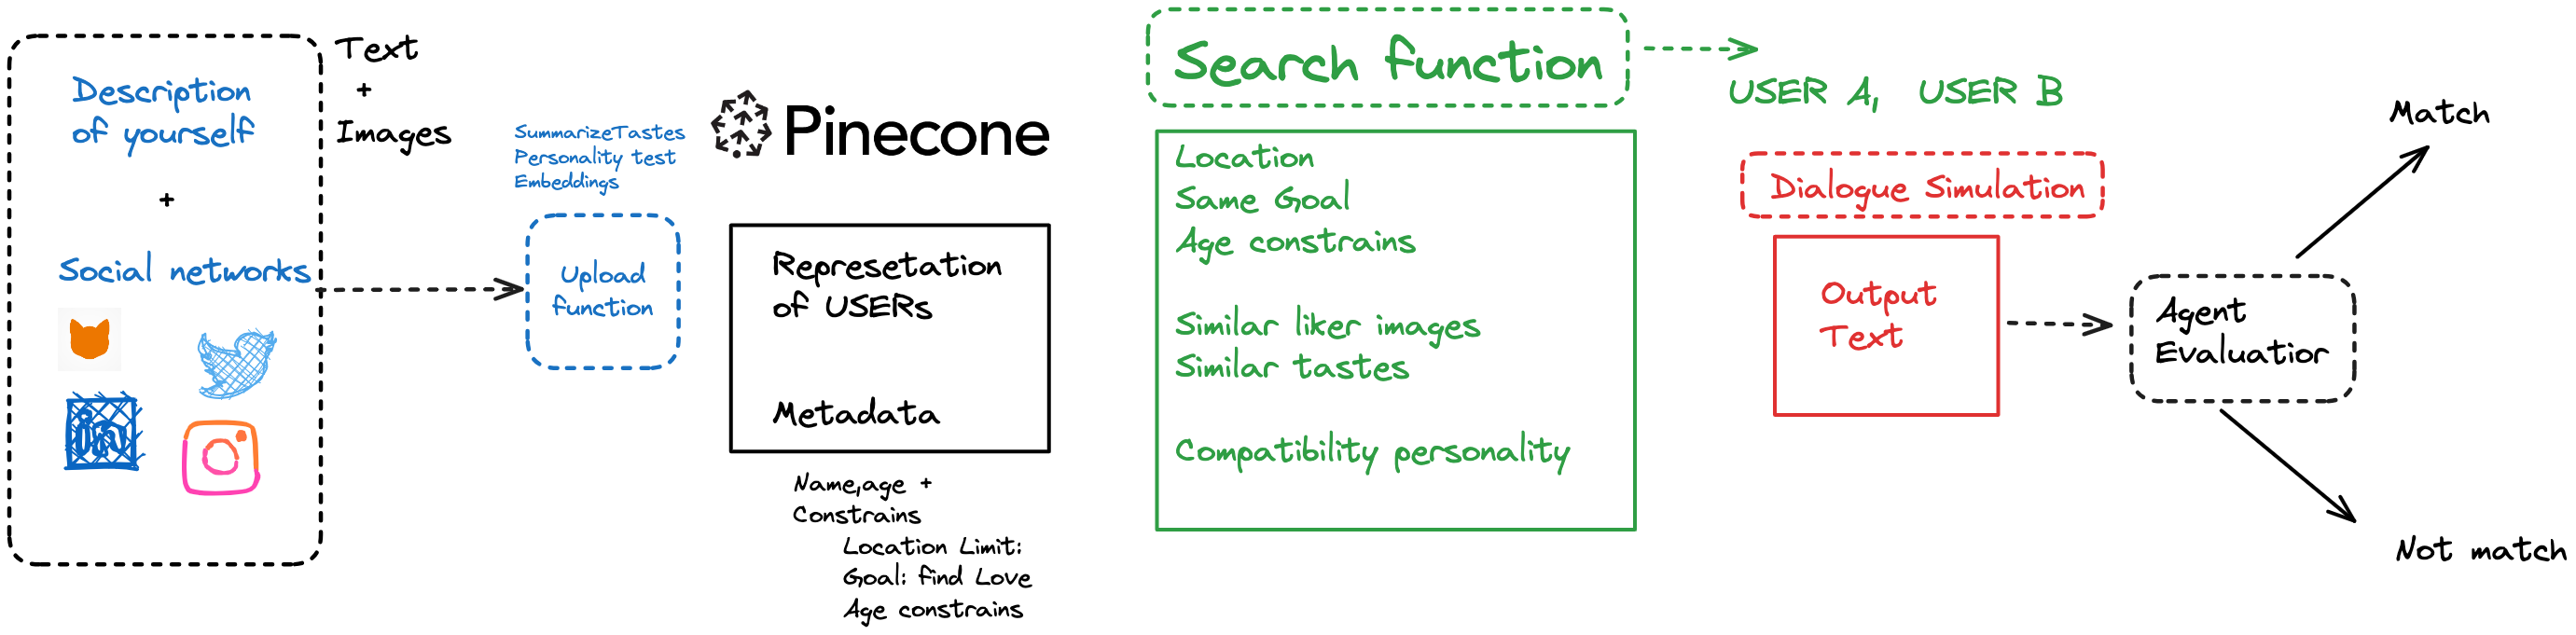 Description
of yourself
+
Social networks
Text
+
Images
SummarizeTastes
Personality test
Embeddings
Upload
function
Pinecone
Represetation
of USERs
Metadata
Name,age +
Constrains
Location Limit:
Goal: find Love
Age constrains
Search function
Location
Same Goal
Age constrains
Similar liker images
Similar tastes
Compatibility personality
USER A, USER B
Dialogue Simulation
Output
Text
Agent
Evaluatior
Match
Not match